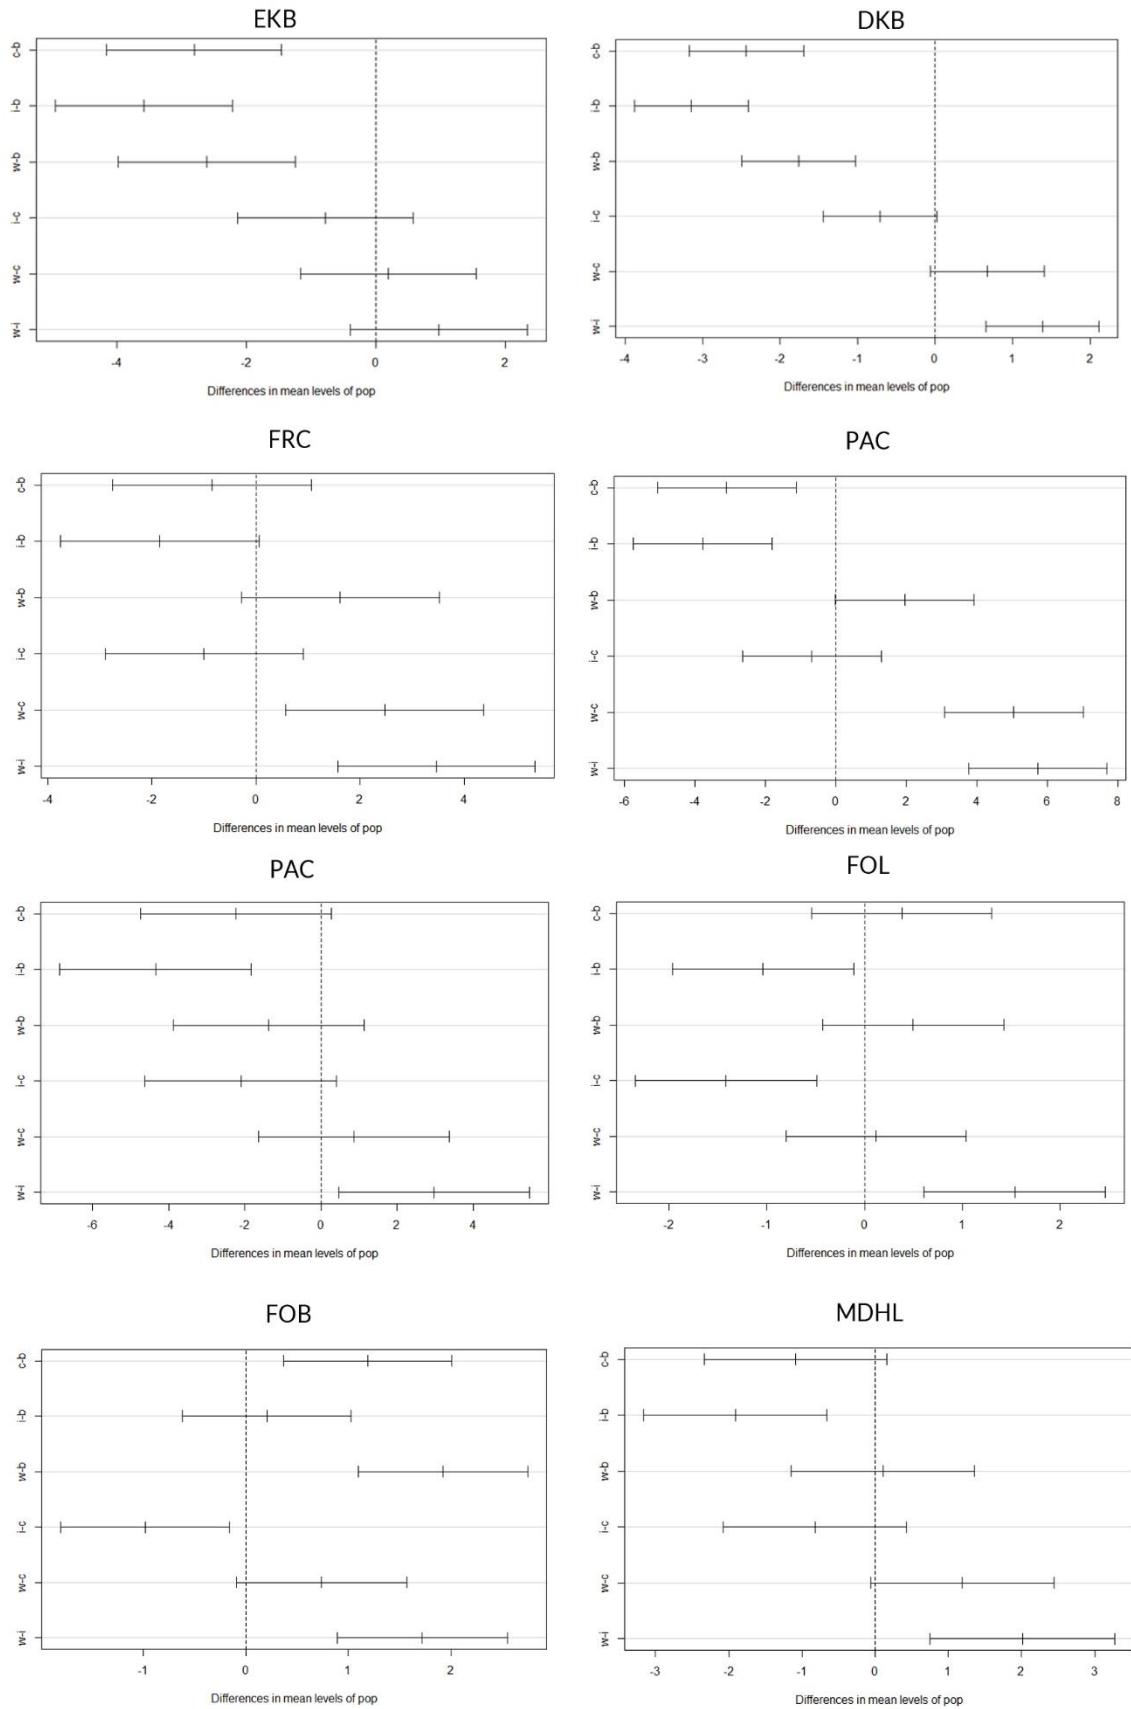 EKB
c-b
i-b
w-b
i-c
w-c
w-i
-4 -2 0 2
Differences in mean levels of pop
DKB
c-b
i-b
w-b
i-c
w-c
w-i
-4 -3 -2 -1 0 1 2
Differences in mean levels of pop
FRC
c-b
i-b
w-b
i-c
w-c
w-i
-4 -2 0 2 4
Differences in mean levels of pop
PAC
c-b
i-b
w-b
i-c
w-c
w-i
-6 -4 -2 0 2 4 6 8
Differences in mean levels of pop
PAC
c-b
i-b
w-b
i-c
w-c
w-i
-6 -4 -2 0 2 4
Differences in mean levels of pop
FOL
c-b
i-b
w-b
i-c
w-c
w-i
-2 -1 0 1 2
Differences in mean levels of pop
FOB
c-b
i-b
w-b
i-c
w-c
w-i
-1 0 1 2
Differences in mean levels of pop
MDHL
c-b
i-b
w-b
i-c
w-c
w-i
-3 -2 -1 0 1 2 3
Differences in mean levels of pop